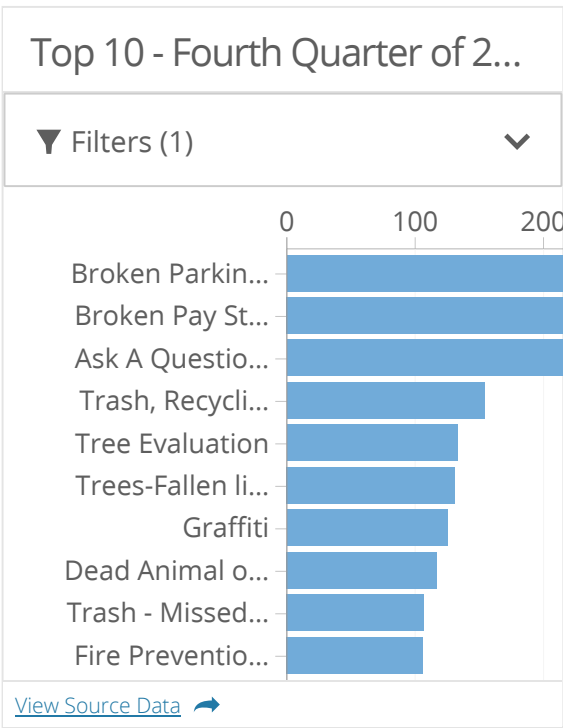 Top 10 - Fourth Quarter of 2...
Filters (1)
0 100 200
Broken Parkin...
Broken Pay St...
Ask A Questio...
Trash, Recycli...
Tree Evaluation
Trees-Fallen li...
Graffiti
Dead Animal o...
Trash - Missed...
Fire Preventio...
View Source Data